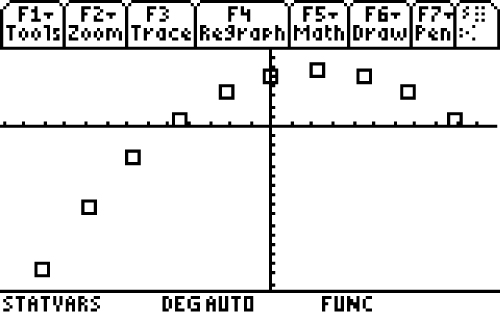 F1 F2 F3 F4 F5 F6 F7
Tools Zoom Trace ReGraph Math Draw Pen
STATVARS DEG AUTO FUNC